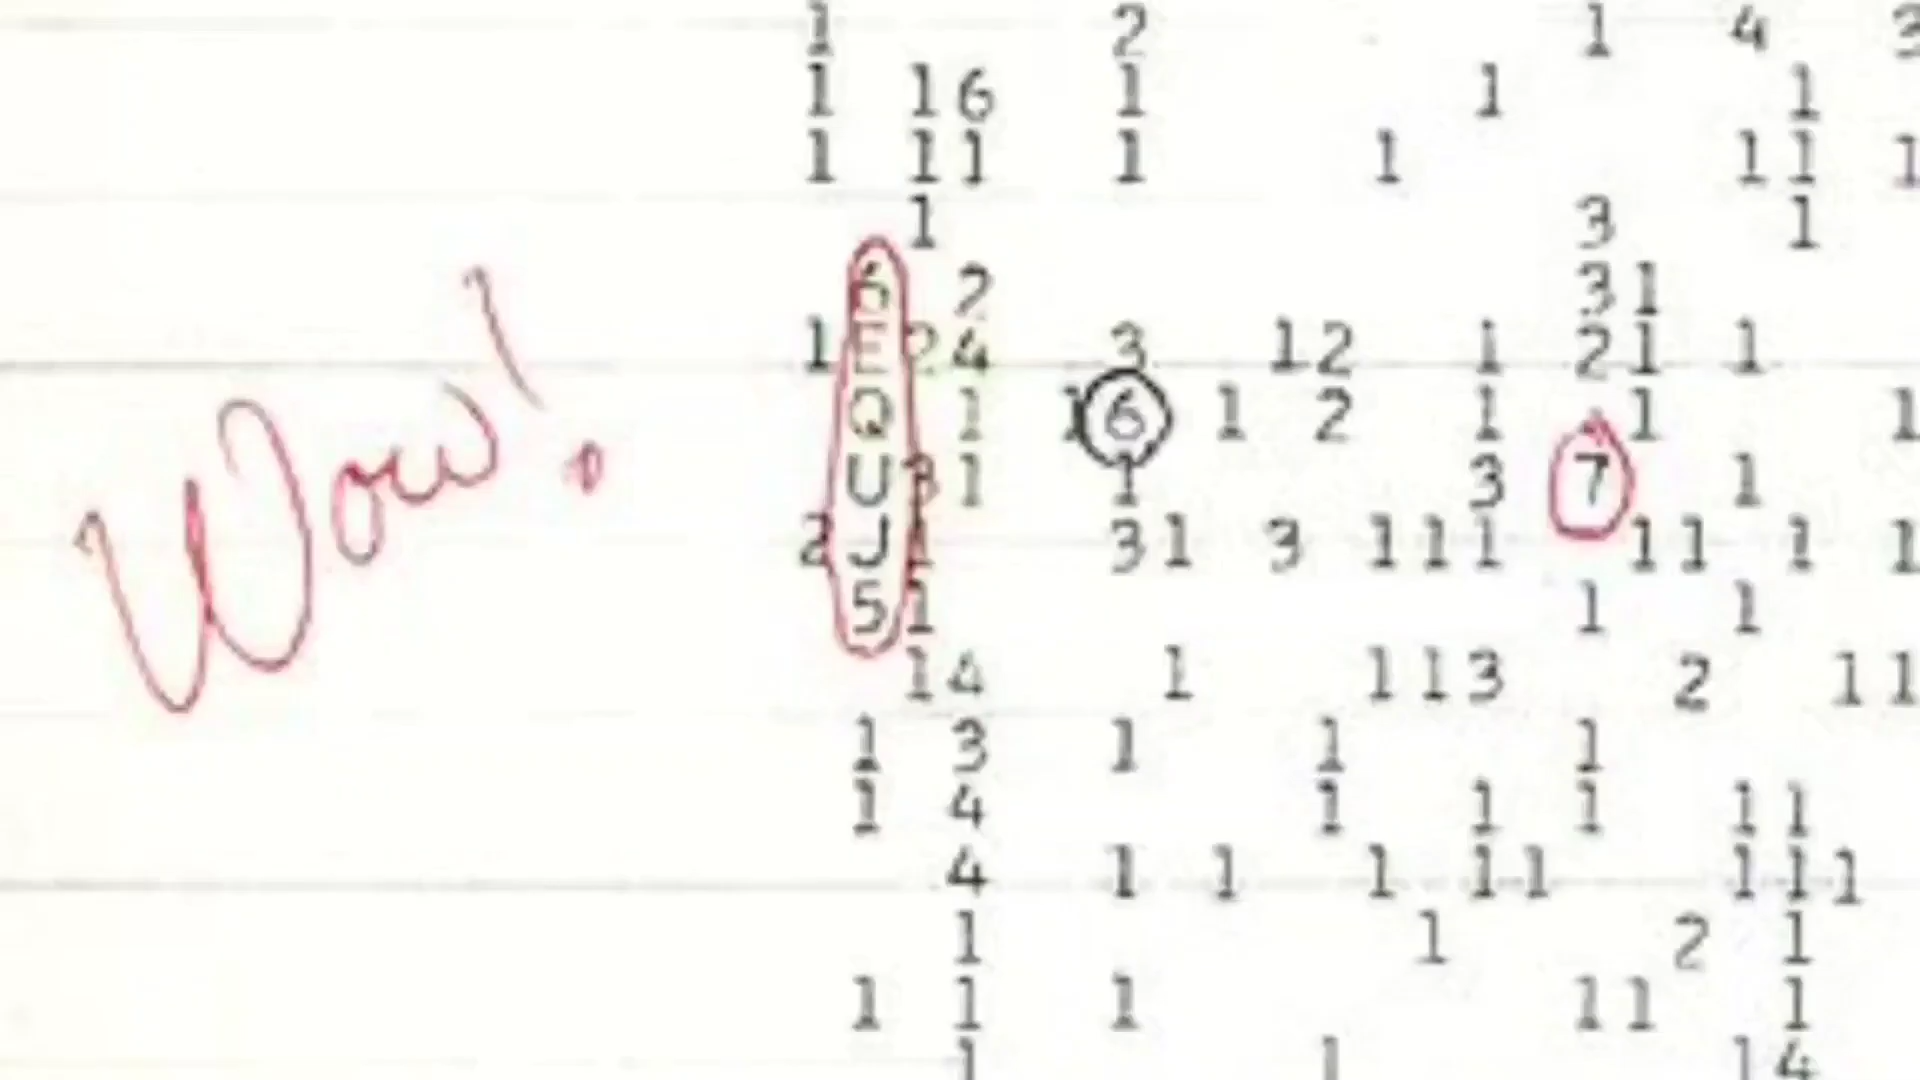 1 2 1 4 3
1 16 1 1 1
1 11 1 1 11 1
1 3 1
6 2 31
1E24 3 12 1 21 1
Q 1 16 1 2 1 1 1
U31 1 3 7 1
2J1 31 3 111 11 1 1
51 1 1
14 1 113 2 11
1 3 1 1 1
1 4 1 1 1 11
4 1 1 1 11 111
1 1 2 1
1 1 1 11 1
1 1 14
Wow!